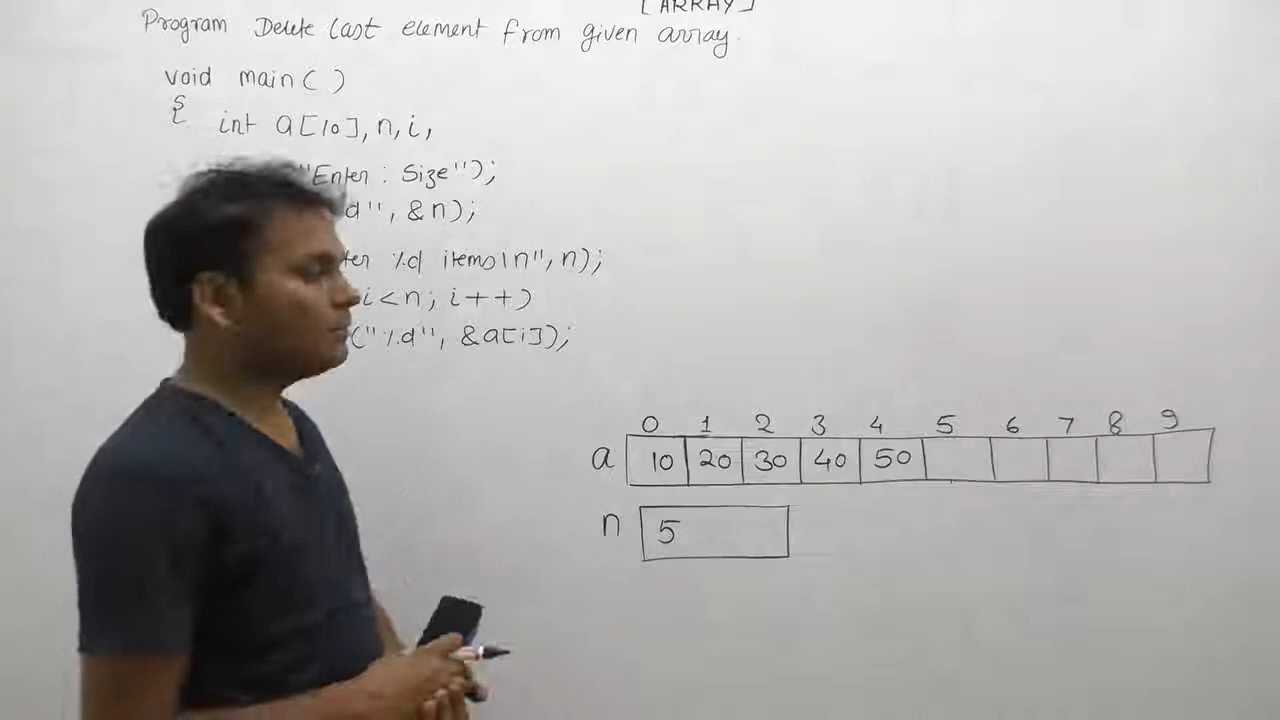 [ARRAY]
Program Delete last element from given array.
void main( )
{ int a[10], n, i,
"Enter : Size");
d", &n);
ter %d items\n", n);
i<n; i++)
("%d", &a[i]);
0 1 2 3 4 5 6 7 8 9
a 10 20 30 40 50
n 5